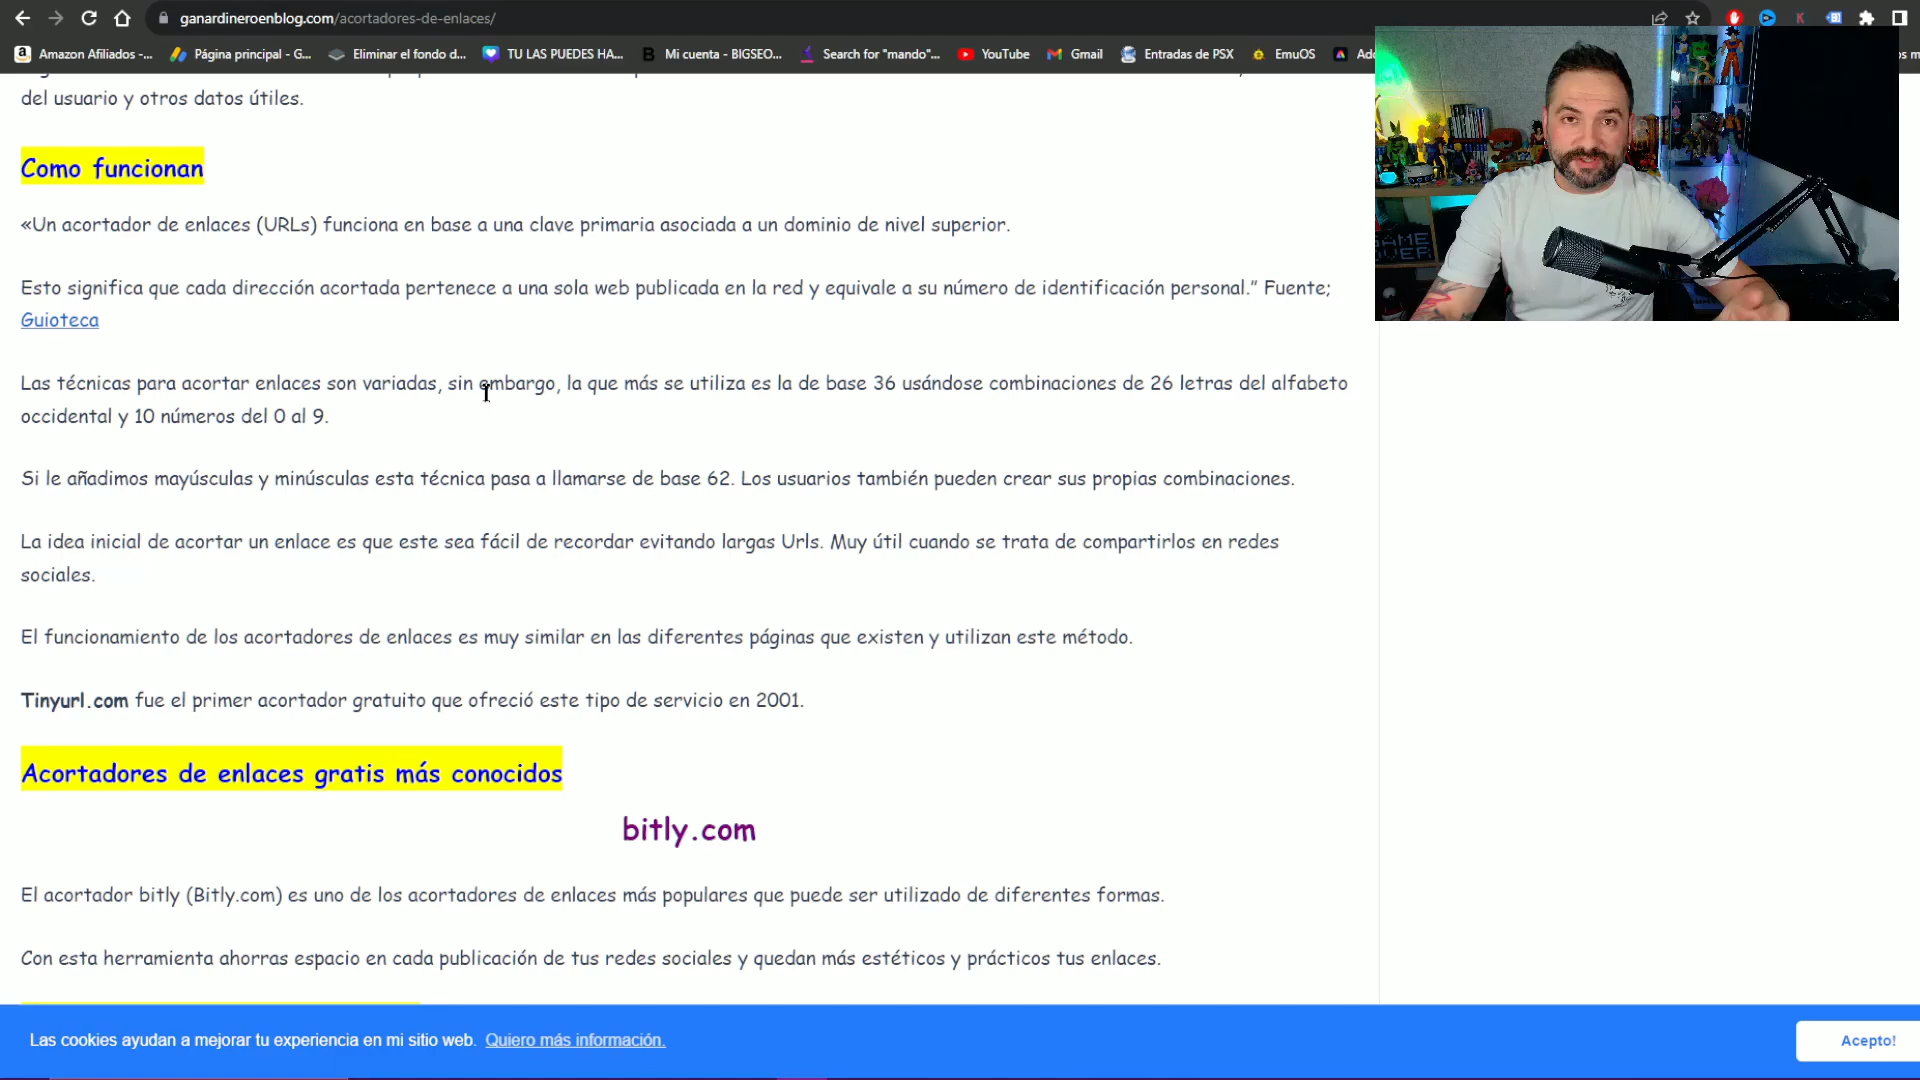 ganardineroenblog.com/acortadores-de-enlaces/
Amazon Afiliados -...
Página principal - G...
Eliminar el fondo d...
TU LAS PUEDES HA...
Mi cuenta - BIGSEO...
Search for "mando"...
YouTube
Gmail
Entradas de PSX
EmuOS
del usuario y otros datos útiles.
Como funcionan
«Un acortador de enlaces (URLs) funciona en base a una clave primaria asociada a un dominio de nivel superior.
Esto significa que cada dirección acortada pertenece a una sola web publicada en la red y equivale a su número de identificación personal.” Fuente;
Guioteca
Las técnicas para acortar enlaces son variadas, sin embargo, la que más se utiliza es la de base 36 usándose combinaciones de 26 letras del alfabeto
occidental y 10 números del 0 al 9.
Si le añadimos mayúsculas y minúsculas esta técnica pasa a llamarse de base 62. Los usuarios también pueden crear sus propias combinaciones.
La idea inicial de acortar un enlace es que este sea fácil de recordar evitando largas Urls. Muy útil cuando se trata de compartirlos en redes
sociales.
El funcionamiento de los acortadores de enlaces es muy similar en las diferentes páginas que existen y utilizan este método.
Tinyurl.com fue el primer acortador gratuito que ofreció este tipo de servicio en 2001.
Acortadores de enlaces gratis más conocidos
bitly.com
El acortador bitly (Bitly.com) es uno de los acortadores de enlaces más populares que puede ser utilizado de diferentes formas.
Con esta herramienta ahorras espacio en cada publicación de tus redes sociales y quedan más estéticos y prácticos tus enlaces.
Las cookies ayudan a mejorar tu experiencia en mi sitio web. Quiero más información.
Acepto!